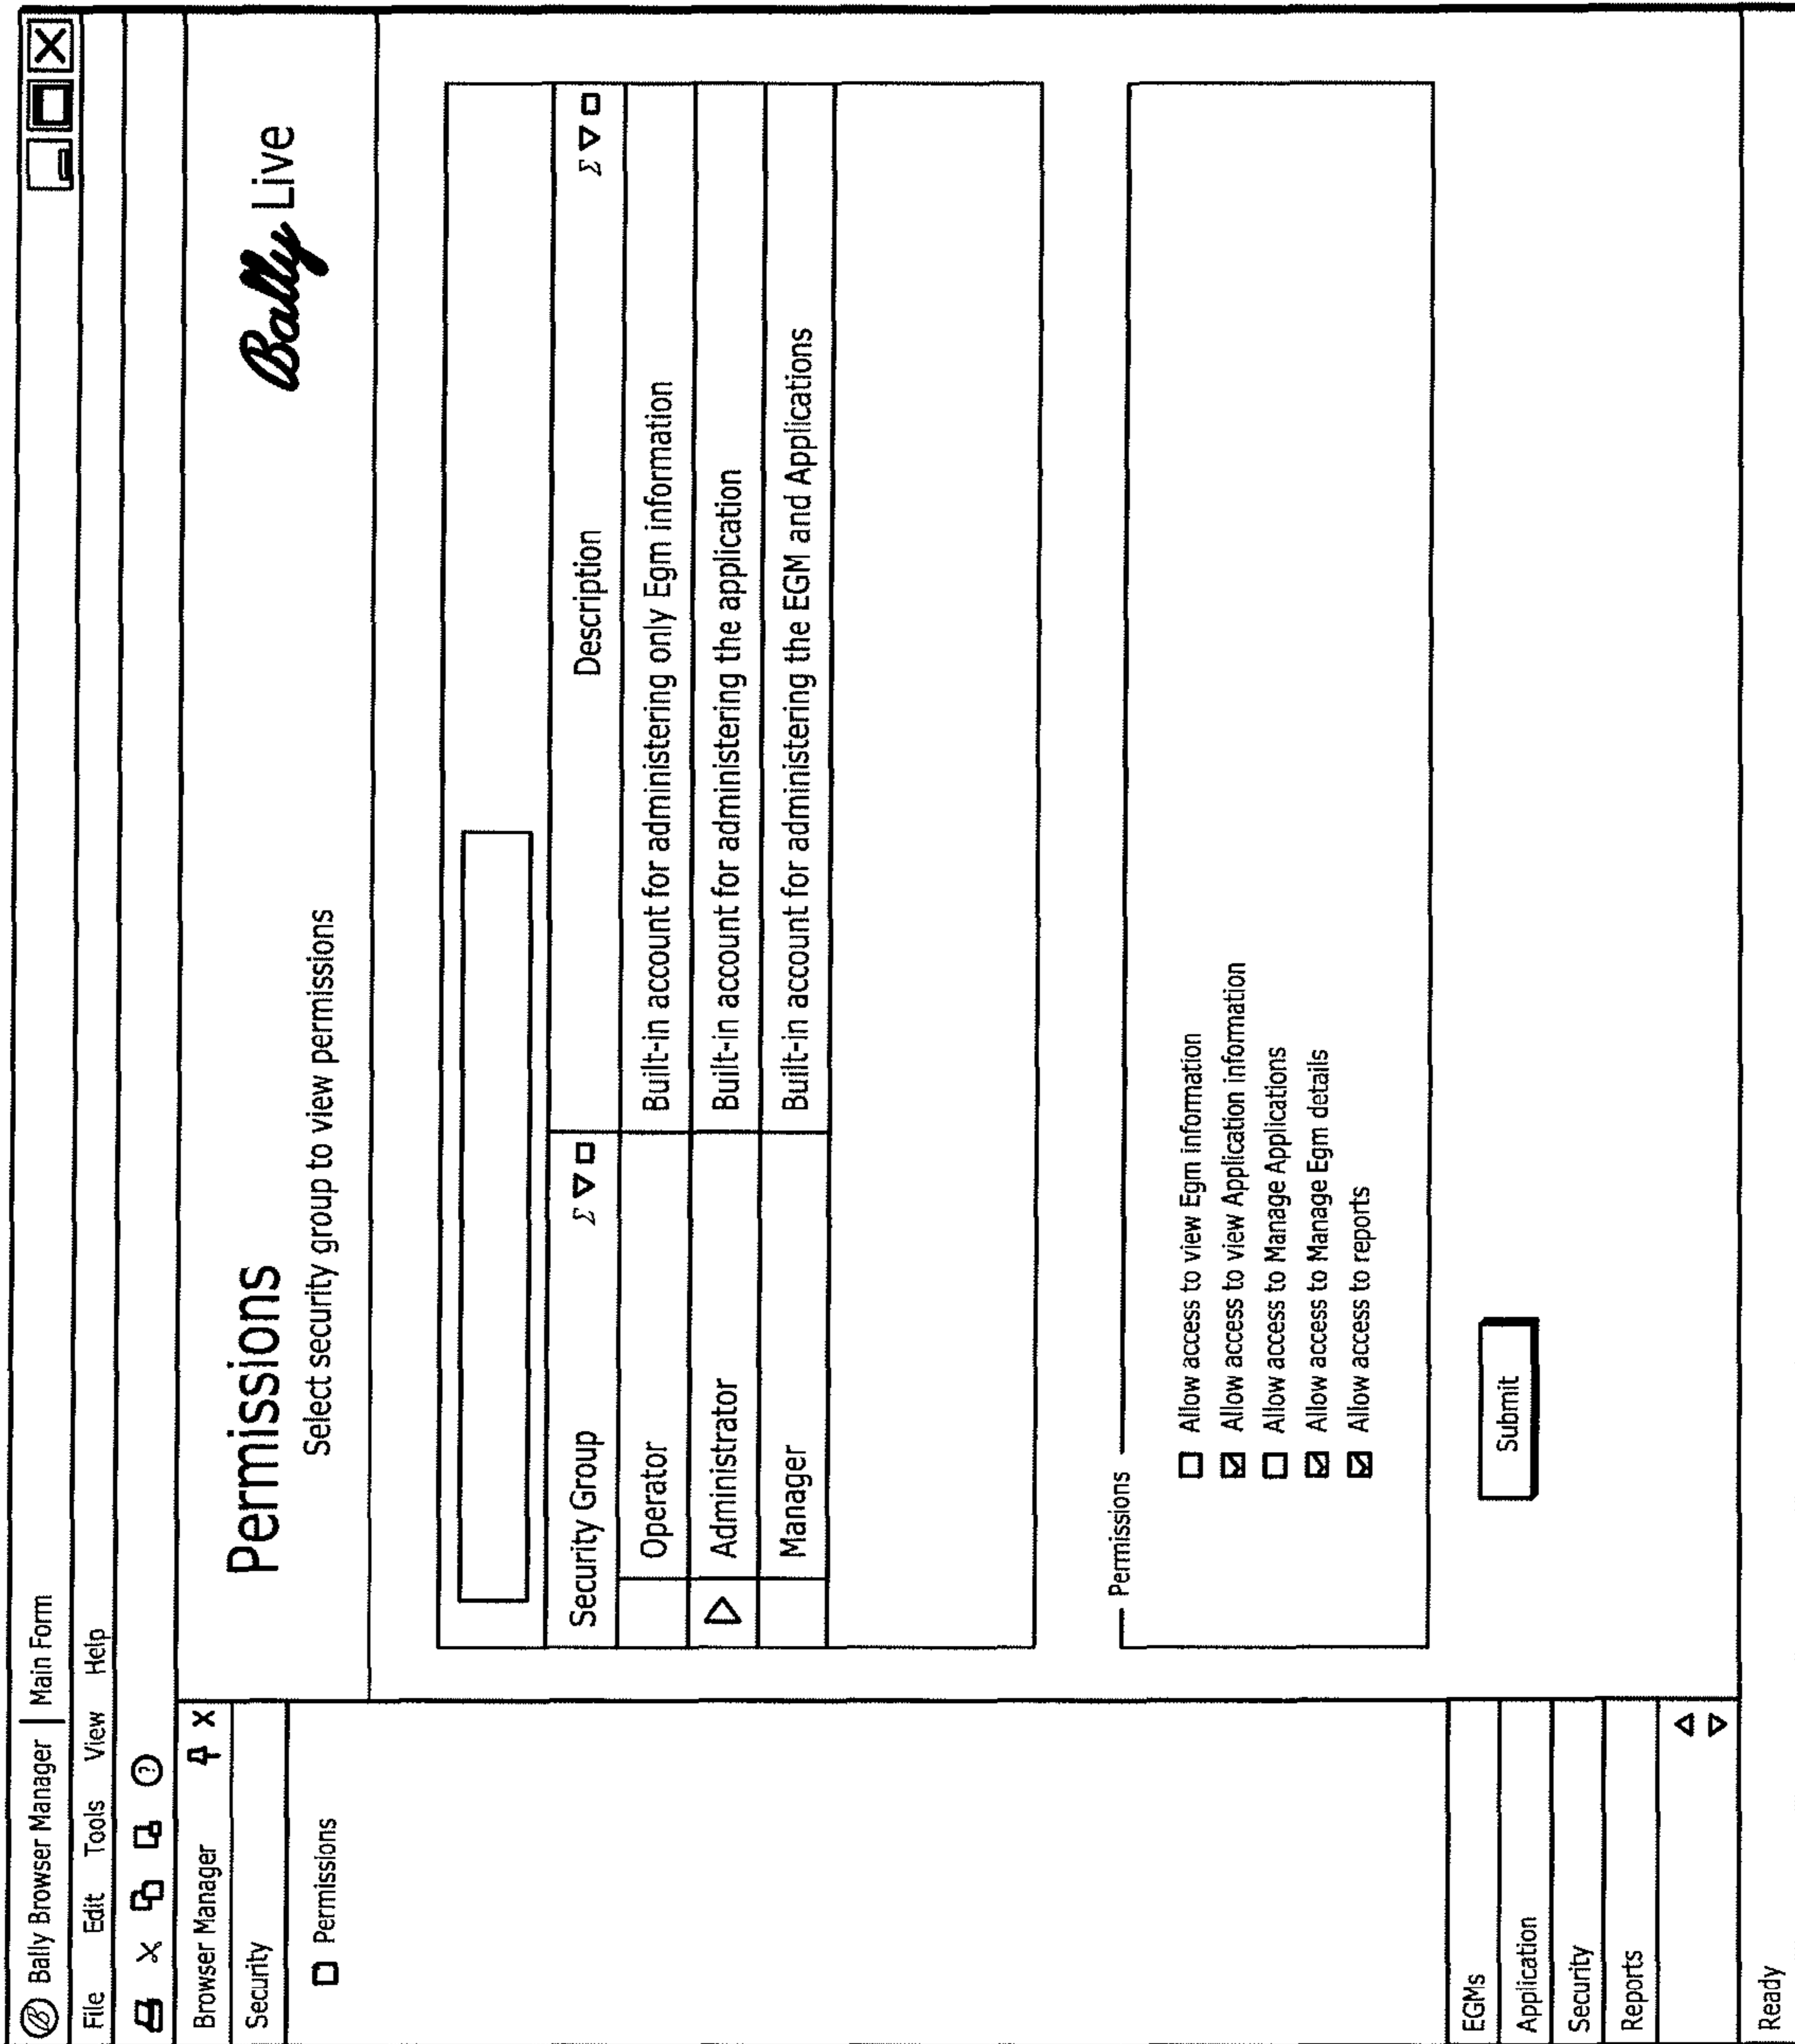 Bally Browser Manager | Main Form
File Edit Tools View Help
Browser Manager
Security
Permissions
Permissions
Select security group to view permissions
Bally Live
Security Group Σ Description Σ
Operator Built-in account for administering only Egm information
Administrator Built-in account for administering the application
Manager Built-in account for administering the EGM and Applications
Permissions
Allow access to view Egm information
Allow access to view Application information
Allow access to Manage Applications
Allow access to Manage Egm details
Allow access to reports
Submit
EGMs
Application
Security
Reports
Ready